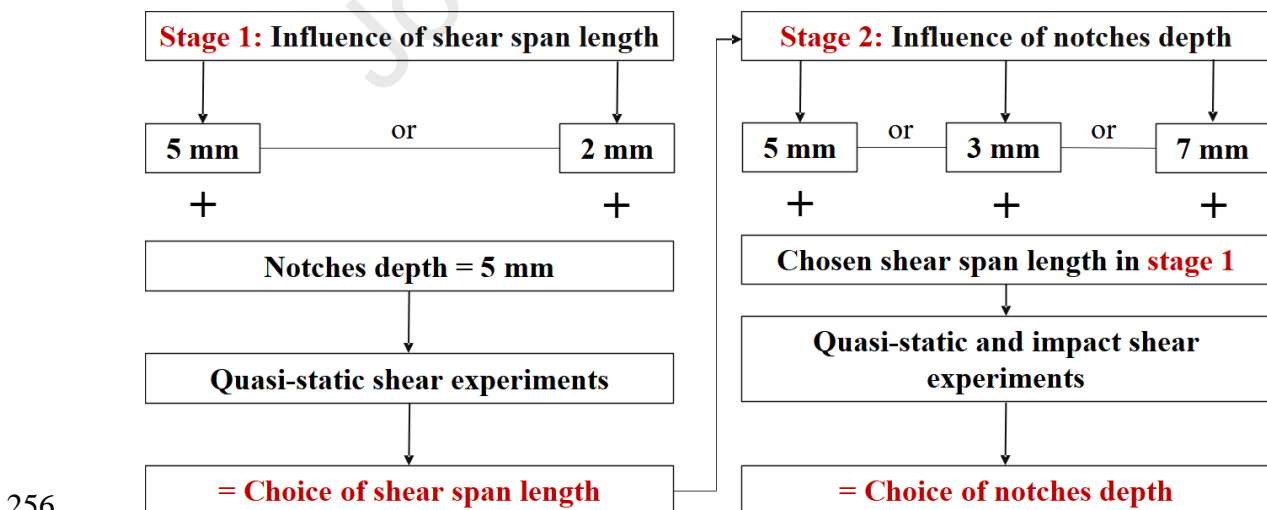 Stage 1: Influence of shear span length
5 mm
or
2 mm
+
+
Notches depth = 5 mm
Quasi-static shear experiments
= Choice of shear span length
Stage 2: Influence of notches depth
5 mm
or
3 mm
or
7 mm
+
+
+
Chosen shear span length in stage 1
Quasi-static and impact shear
experiments
= Choice of notches depth
256